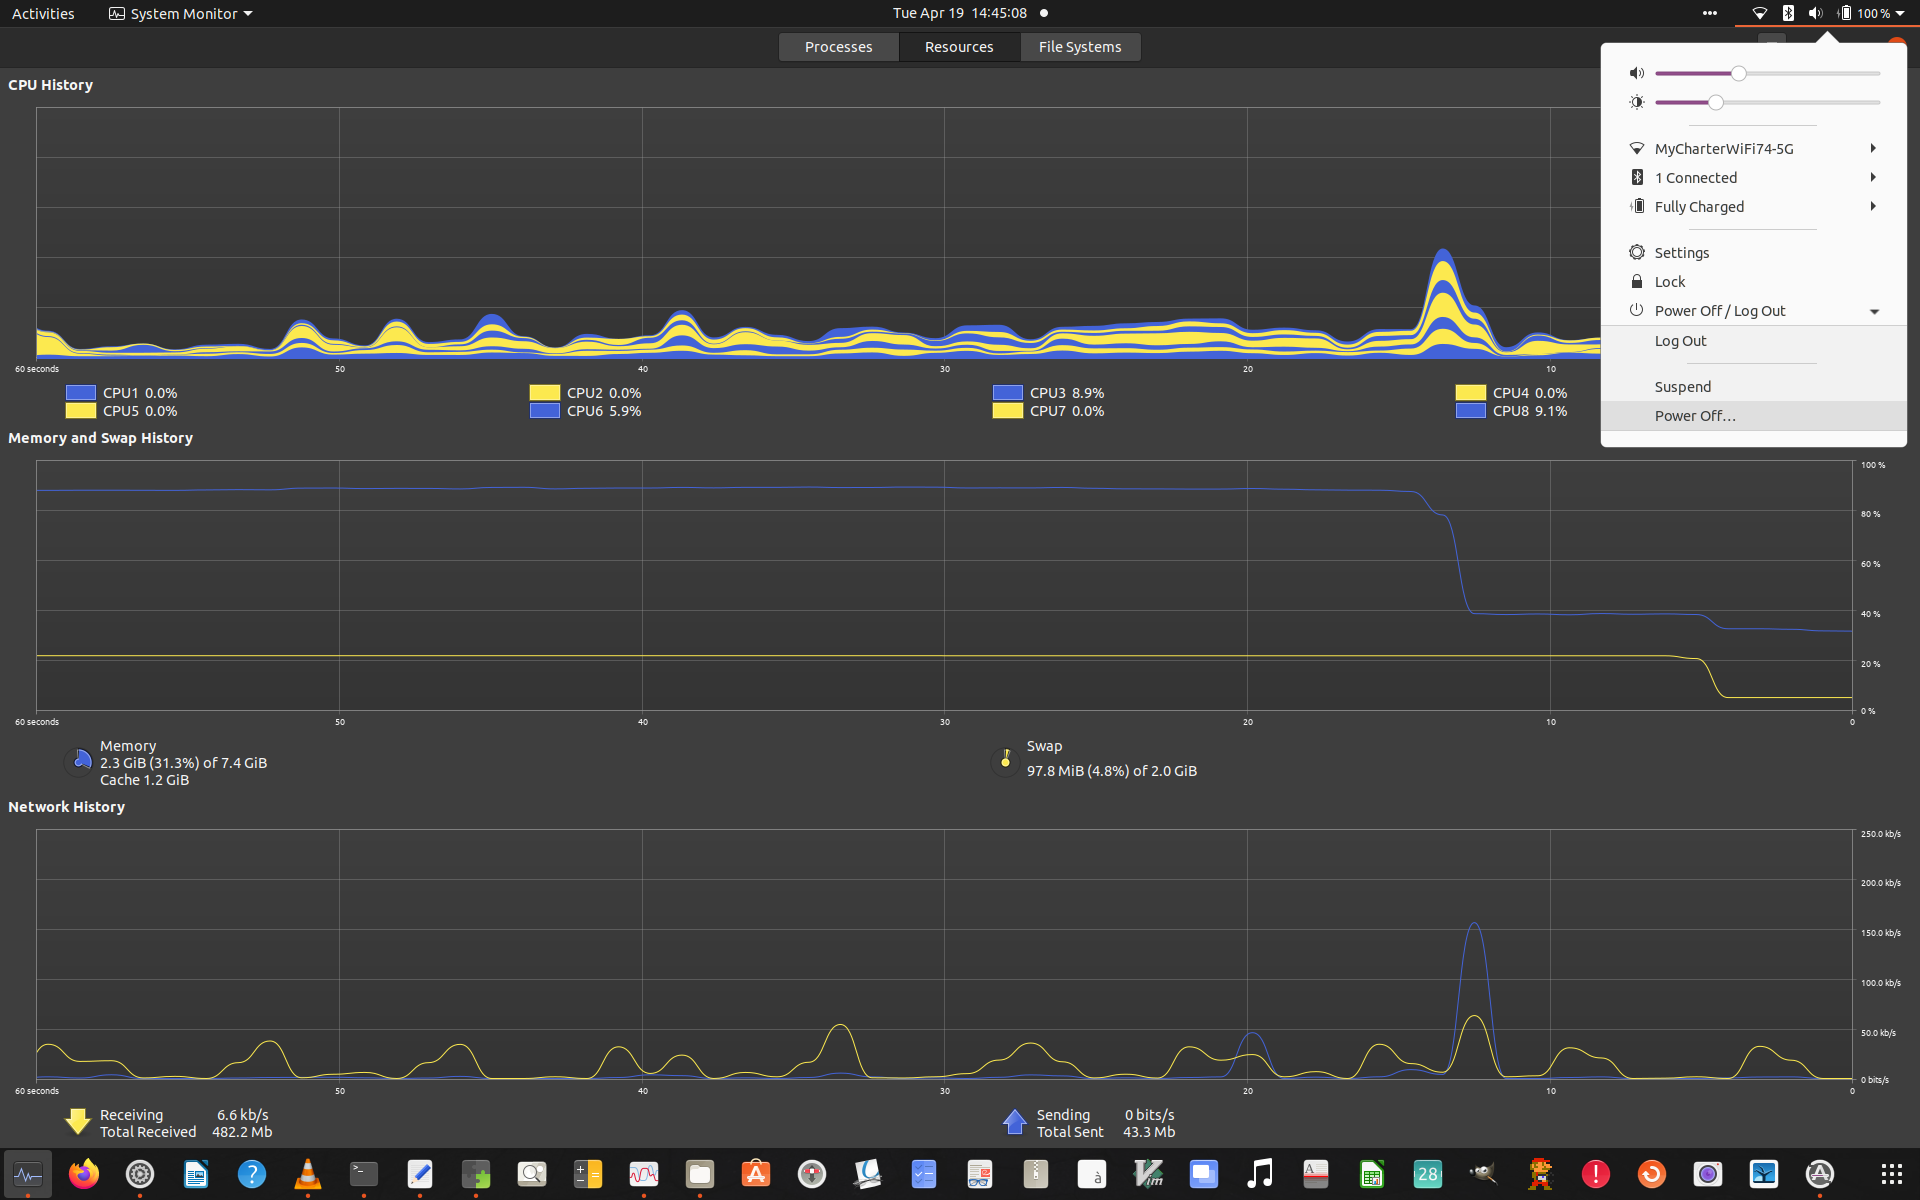 Activities
System Monitor
Tue Apr 19 14:45:08
100 %
Processes
Resources
File Systems
CPU History
60 seconds 50 40 30 20 10
CPU1 0.0% CPU2 0.0% CPU3 8.9% CPU4 0.0%
CPU5 0.0% CPU6 5.9% CPU7 0.0% CPU8 9.1%
MyCharterWiFi74-5G
1 Connected
Fully Charged
Settings
Lock
Power Off / Log Out
Log Out
Suspend
Power Off...
Memory and Swap History
100 %
80 %
60 %
40 %
20 %
0 %
60 seconds 50 40 30 20 10 0
Memory
2.3 GiB (31.3%) of 7.4 GiB
Cache 1.2 GiB
Swap
97.8 MiB (4.8%) of 2.0 GiB
Network History
250.0 kb/s
200.0 kb/s
150.0 kb/s
100.0 kb/s
50.0 kb/s
0 bits/s
60 seconds 50 40 30 20 10 0
Receiving 6.6 kb/s
Total Received 482.2 Mb
Sending 0 bits/s
Total Sent 43.3 Mb
à
Vim
A
28